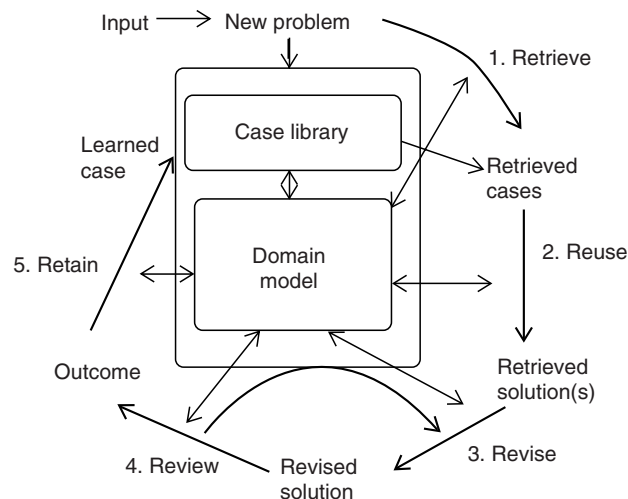 Input
New problem
1. Retrieve
Case library
Learned
case
Retrieved
cases
Domain
model
5. Retain
2. Reuse
Outcome
Retrieved
solution(s)
4. Review
Revised
solution
3. Revise